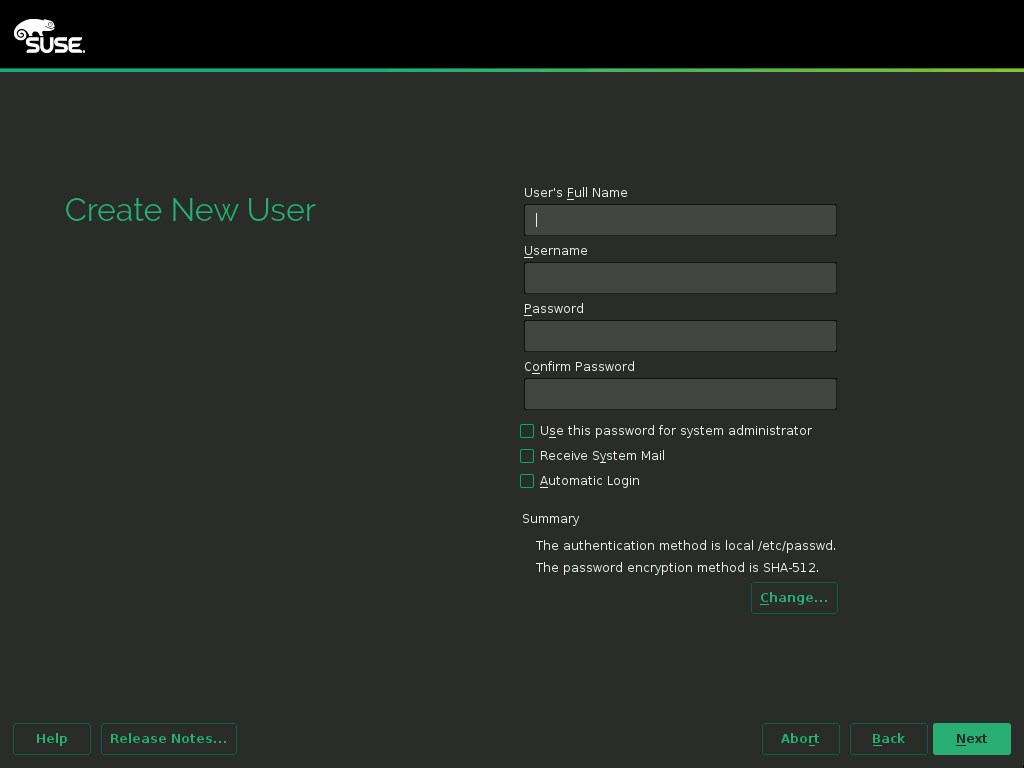 SUSE.
Create New User
User's Full Name
Username
Password
Confirm Password
Use this password for system administrator
Receive System Mail
Automatic Login
Summary
The authentication method is local /etc/passwd.
The password encryption method is SHA-512.
Change...
Help
Release Notes...
Abort
Back
Next